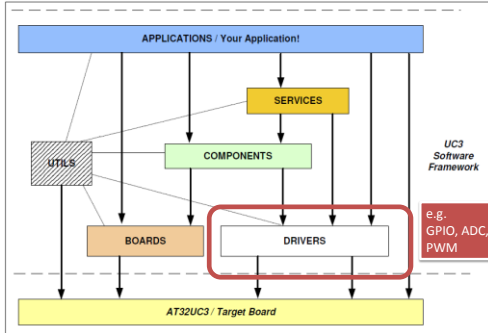 APPLICATIONS / Your Application!
SERVICES
UTILS
COMPONENTS
UC3
Software
Framework
BOARDS
DRIVERS
e.g.
GPIO, ADC,
PWM
AT32UC3 / Target Board